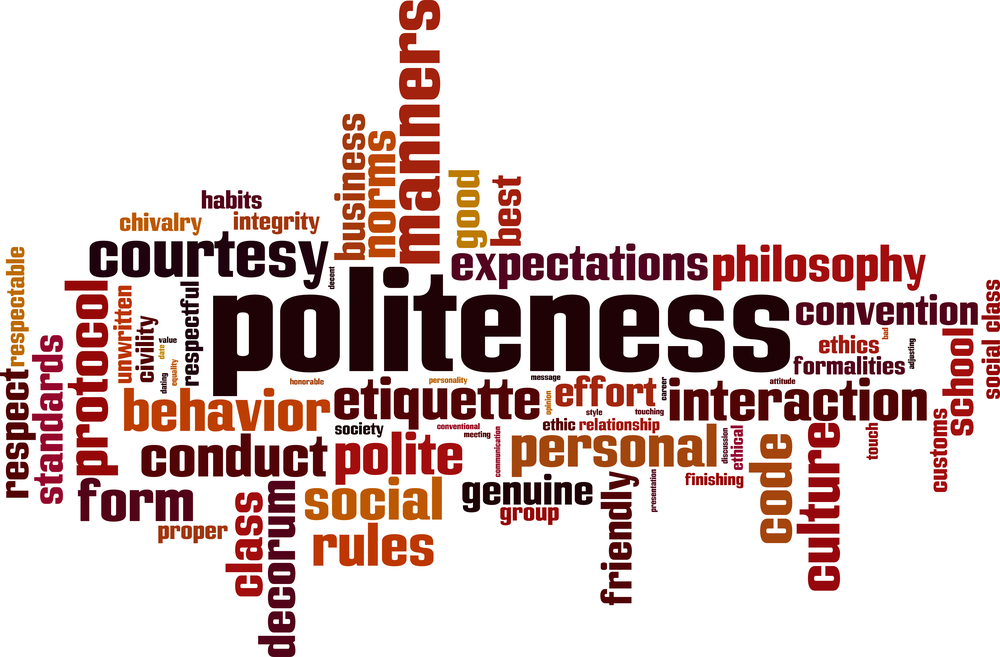 manners
business
norms
good
best
habits
chivalry
integrity
courtesy
decent
expectations
philosophy
politeness
respectable
protocol
unwritten
civility
value
date
dating
equality
respectful
convention
social class
ethics
bad
adjusting
formalities
school
respect
standards
honorable
personality
message
attitude
behavior
etiquette
opinion
effort
career
interaction
style
touching
society
conventional
meeting
communication
ethic
relationship
personal
discussion
ethical
code
culture
touch
customs
conduct
polite
finishing
presentation
form
social
genuine
group
friendly
proper
class
decorum
rules